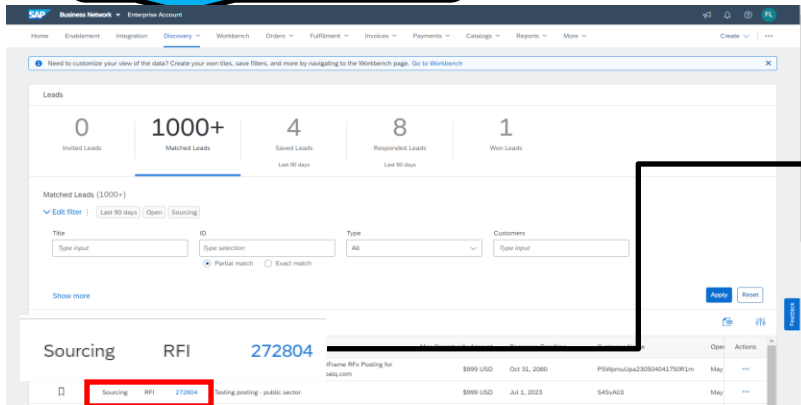 SAP Business Network Enterprise Account FL
Home Enablement Integration Discovery Workbench Orders Fulfillment Invoices Payments Catalogs Reports More Create
Need to customize your view of the data? Create your own tiles, save filters, and more by navigating to the Workbench page. Go to Workbench
Leads
0 1000+ 4 8 1
Invited Leads Matched Leads Saved Leads Responded Leads Won Leads
Last 90 days Last 90 days
Matched Leads (1000+)
Edit filter Last 90 days Open Sourcing
Title ID Type Customers
Type input Type selection All Type input
Partial match Exact match
Show more Apply Reset
Feedback
Sourcing RFI 272804
Actions
RFx Posting for
$999 USD Oct 31, 2080 PSWpmuUpa230504041750R1m May
Sourcing RFI 272804 Testing posting - public sector $999 USD Jul 1, 2023 S4SvAll3 May